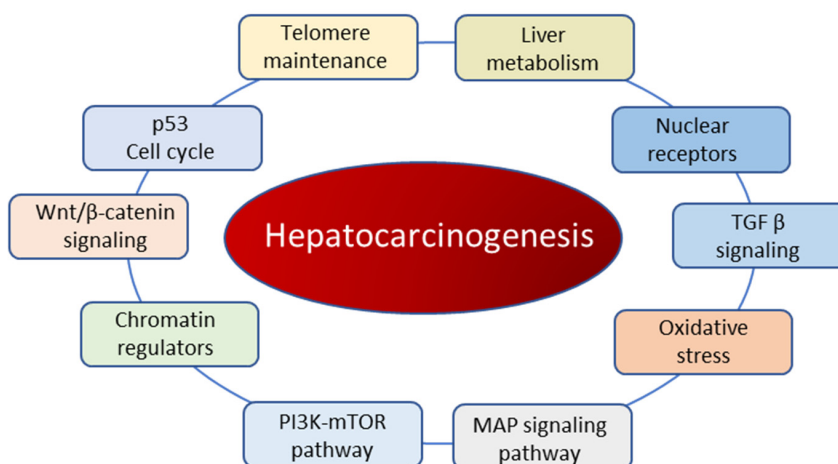 Telomere
maintenance
Liver
metabolism
p53
Cell cycle
Nuclear
receptors
Wnt/β-catenin
signaling
Hepatocarcinogenesis
TGF β
signaling
Chromatin
regulators
Oxidative
stress
PI3K-mTOR
pathway
MAP signaling
pathway